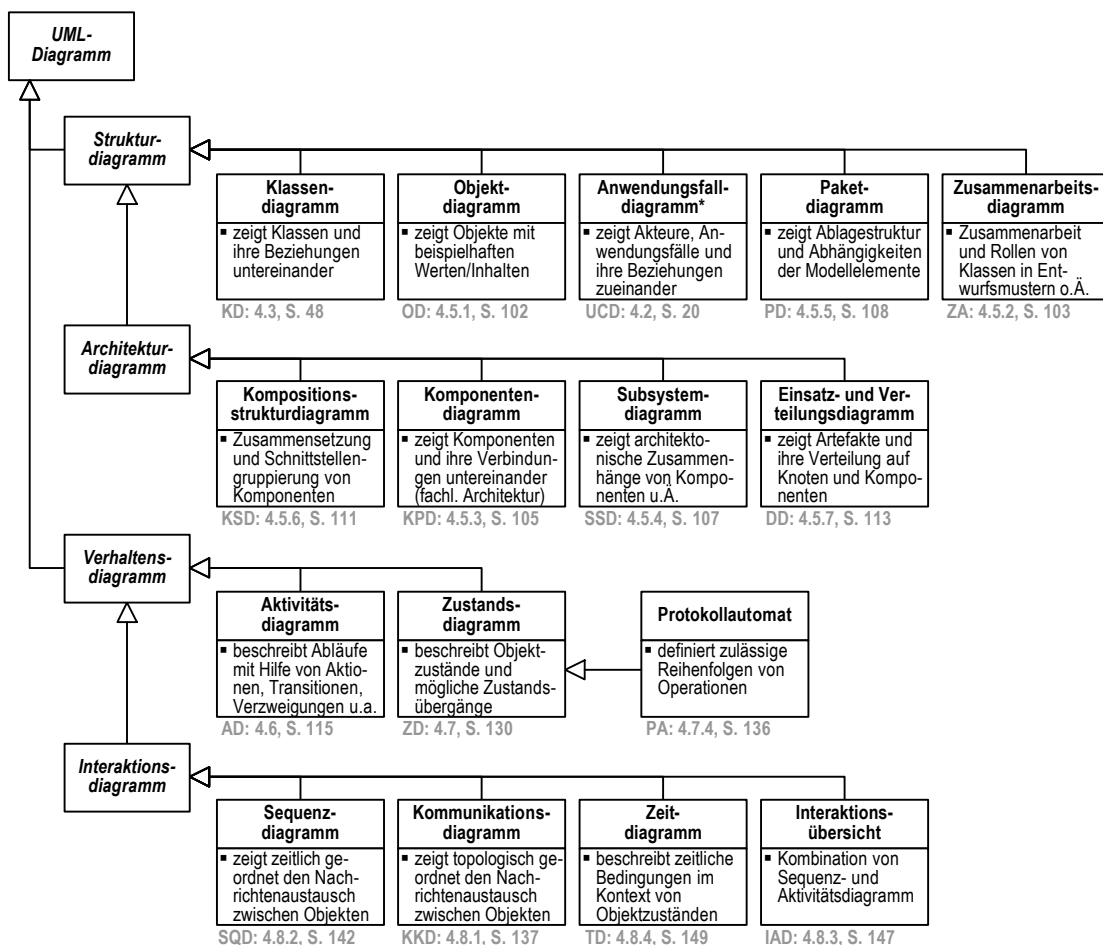 UML-
Diagramm
Struktur-
diagramm
Klassen-
diagramm
▪ zeigt Klassen und
ihre Beziehungen
untereinander
KD: 4.3, S. 48
Objekt-
diagramm
▪ zeigt Objekte mit
beispielhaften
Werten/Inhalten
OD: 4.5.1, S. 102
Anwendungsfall-
diagramm*
▪ zeigt Akteure, An-
wendungsfälle und
ihre Beziehungen
zueinander
UCD: 4.2, S. 20
Paket-
diagramm
▪ zeigt Ablagestruktur
und Abhängigkeiten
der Modellelemente
PD: 4.5.5, S. 108
Zusammenarbeits-
diagramm
▪ Zusammenarbeit
und Rollen von
Klassen in Ent-
wurfsmustern o.Ä.
ZA: 4.5.2, S. 103
Architektur-
diagramm
Kompositions-
strukturdiagramm
▪ Zusammensetzung
und Schnittstellen-
gruppierung von
Komponenten
KSD: 4.5.6, S. 111
Komponenten-
diagramm
▪ zeigt Komponenten
und ihre Verbindun-
gen untereinander
(fachl. Architektur)
KPD: 4.5.3, S. 105
Subsystem-
diagramm
▪ zeigt architekto-
nische Zusammen-
hänge von Kompo-
nenten u.Ä.
SSD: 4.5.4, S. 107
Einsatz- und Ver-
teilungsdiagramm
▪ zeigt Artefakte und
ihre Verteilung auf
Knoten und Kompo-
nenten
DD: 4.5.7, S. 113
Verhaltens-
diagramm
Aktivitäts-
diagramm
▪ beschreibt Abläufe
mit Hilfe von Aktio-
nen, Transitionen,
Verzweigungen u.a.
AD: 4.6, S. 115
Zustands-
diagramm
▪ beschreibt Objekt-
zustände und
mögliche Zustands-
übergänge
ZD: 4.7, S. 130
Protokollautomat
▪ definiert zulässige
Reihenfolgen von
Operationen
PA: 4.7.4, S. 136
Interaktions-
diagramm
Sequenz-
diagramm
▪ zeigt zeitlich ge-
ordnet den Nach-
richtenaustausch
zwischen Objekten
SQD: 4.8.2, S. 142
Kommunikations-
diagramm
▪ zeigt topologisch ge-
ordnet den Nach-
richtenaustausch
zwischen Objekten
KKD: 4.8.1, S. 137
Zeit-
diagramm
▪ beschreibt zeitliche
Bedingungen im
Kontext von
Objektzuständen
TD: 4.8.4, S. 149
Interaktions-
übersicht
▪ Kombination von
Sequenz- und
Aktivitätsdiagramm
IAD: 4.8.3, S. 147